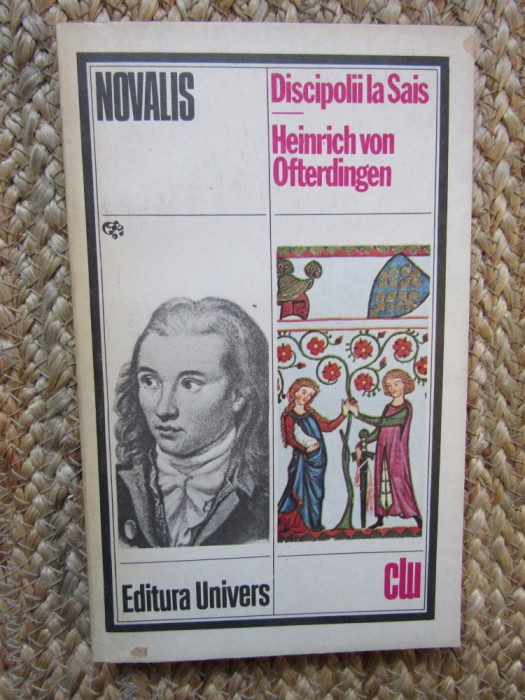 NOVALIS
Discipolii la Sais
Heinrich von
Ofterdingen
Editura Univers
clu